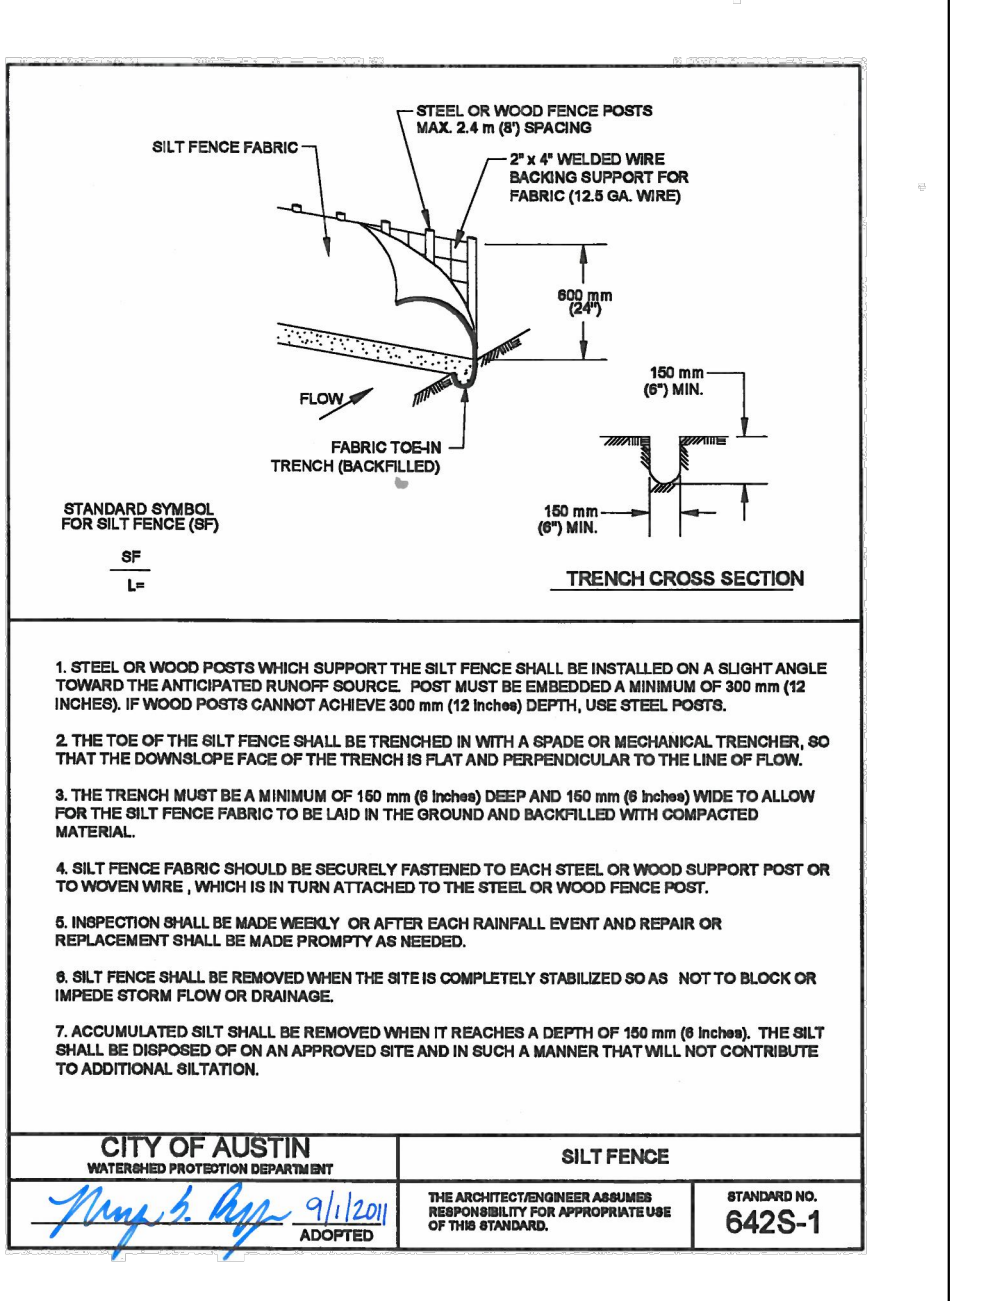 STEEL OR WOOD FENCE POSTS
MAX. 2.4 m (8') SPACING
SILT FENCE FABRIC
2" x 4" WELDED WIRE
BACKING SUPPORT FOR
FABRIC (12.5 GA. WIRE)
600 mm
(24")
150 mm
(6") MIN.
FLOW
FABRIC TOE-IN
TRENCH (BACKFILLED)
STANDARD SYMBOL
FOR SILT FENCE (SF)
150 mm
(6") MIN.
SF
L=
TRENCH CROSS SECTION
1. STEEL OR WOOD POSTS WHICH SUPPORT THE SILT FENCE SHALL BE INSTALLED ON A SLIGHT ANGLE
TOWARD THE ANTICIPATED RUNOFF SOURCE. POST MUST BE EMBEDDED A MINIMUM OF 300 mm (12
INCHES). IF WOOD POSTS CANNOT ACHIEVE 300 mm (12 inches) DEPTH, USE STEEL POSTS.
2. THE TOE OF THE SILT FENCE SHALL BE TRENCHED IN WITH A SPADE OR MECHANICAL TRENCHER, SO
THAT THE DOWNSLOPE FACE OF THE TRENCH IS FLAT AND PERPENDICULAR TO THE LINE OF FLOW.
3. THE TRENCH MUST BE A MINIMUM OF 150 mm (6 inches) DEEP AND 150 mm (6 inches) WIDE TO ALLOW
FOR THE SILT FENCE FABRIC TO BE LAID IN THE GROUND AND BACKFILLED WITH COMPACTED
MATERIAL.
4. SILT FENCE FABRIC SHOULD BE SECURELY FASTENED TO EACH STEEL OR WOOD SUPPORT POST OR
TO WOVEN WIRE , WHICH IS IN TURN ATTACHED TO THE STEEL OR WOOD FENCE POST.
5. INSPECTION SHALL BE MADE WEEKLY OR AFTER EACH RAINFALL EVENT AND REPAIR OR
REPLACEMENT SHALL BE MADE PROMPTY AS NEEDED.
6. SILT FENCE SHALL BE REMOVED WHEN THE SITE IS COMPLETELY STABILIZED SO AS NOT TO BLOCK OR
IMPEDE STORM FLOW OR DRAINAGE.
7. ACCUMULATED SILT SHALL BE REMOVED WHEN IT REACHES A DEPTH OF 150 mm (6 inches). THE SILT
SHALL BE DISPOSED OF ON AN APPROVED SITE AND IN SUCH A MANNER THAT WILL NOT CONTRIBUTE
TO ADDITIONAL SILTATION.
CITY OF AUSTIN
WATERSHED PROTECTION DEPARTMENT
SILT FENCE
9/1/2011
ADOPTED
THE ARCHITECT/ENGINEER ASSUMES
RESPONSIBILITY FOR APPROPRIATE USE
OF THIS STANDARD.
STANDARD NO.
642S-1